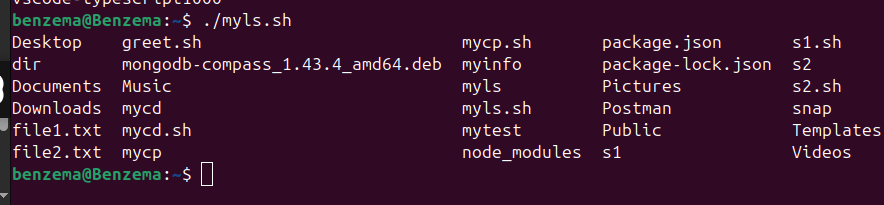 vscode-typescript1000
benzema@Benzema:~$ ./myls.sh
Desktop greet.sh mycp.sh package.json s1.sh
dir mongodb-compass_1.43.4_amd64.deb myinfo package-lock.json s2
Documents Music myls Pictures s2.sh
Downloads mycd myls.sh Postman snap
file1.txt mycd.sh mytest Public Templates
file2.txt mycp node_modules s1 Videos
benzema@Benzema:~$